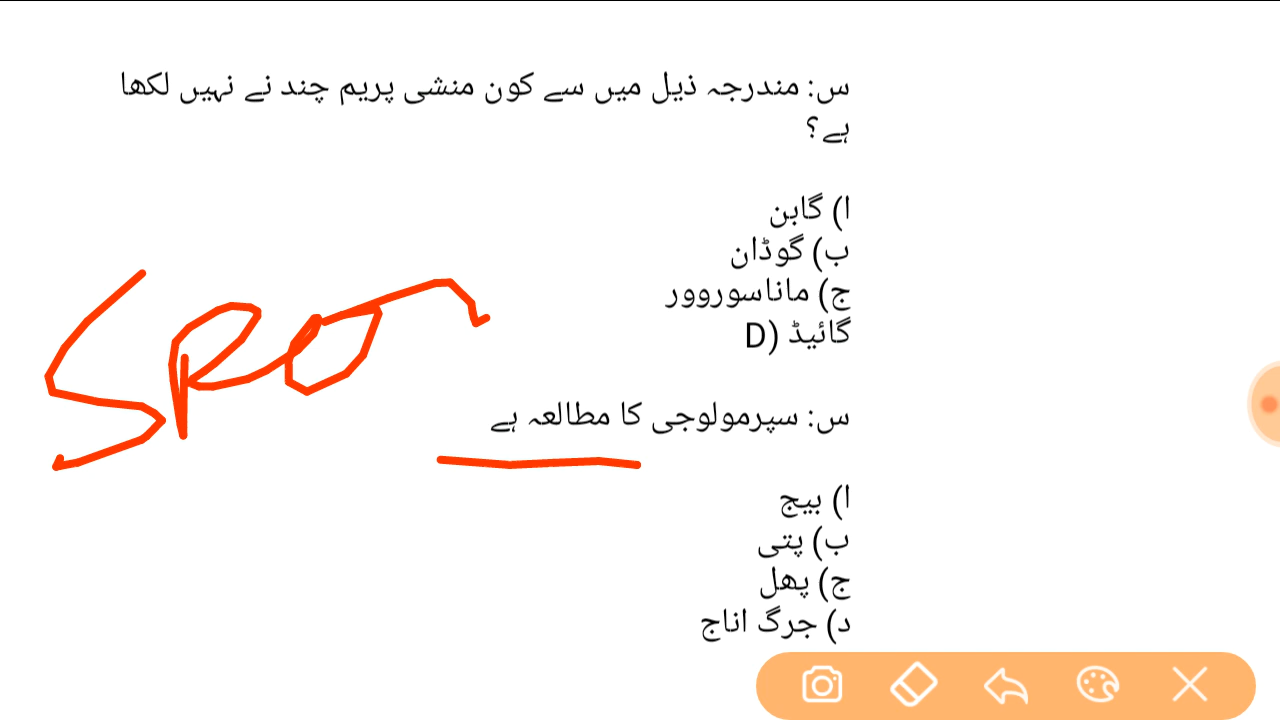 س: مندرجہ ذیل میں سے کون منشی پریم چند نے نہیں لکھا
ہے؟
ا) گابن
ب) گوڈان
ج) ماناسوروور
گائیڈ (D
س: سپرمولوجی کا مطالعہ ہے
ا) بیج
ب) پتی
ج) پھل
د) جرگ اناج